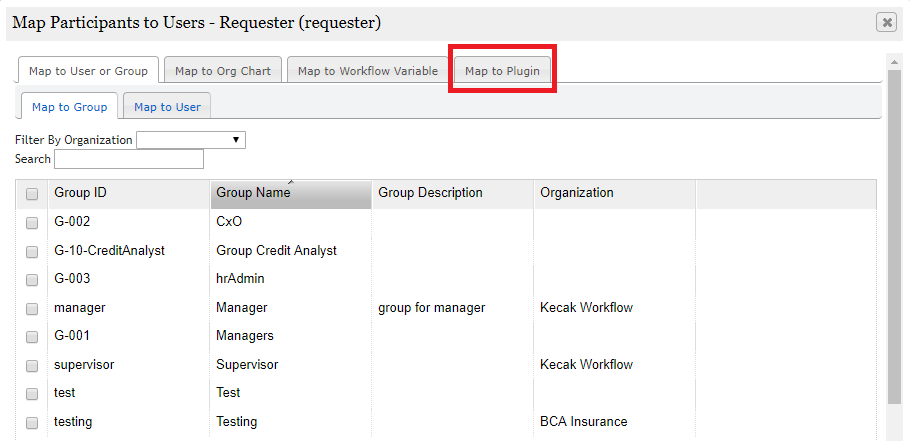 Map Participants to Users - Requester (requester)
Map to User or Group Map to Org Chart Map to Workflow Variable Map to Plugin
Map to Group Map to User
Filter By Organization
Search
Group ID Group Name Group Description Organization
G-002 CxO
G-10-CreditAnalyst Group Credit Analyst
G-003 hrAdmin
manager Manager group for manager Kecak Workflow
G-001 Managers
supervisor Supervisor Kecak Workflow
test Test
testing Testing BCA Insurance